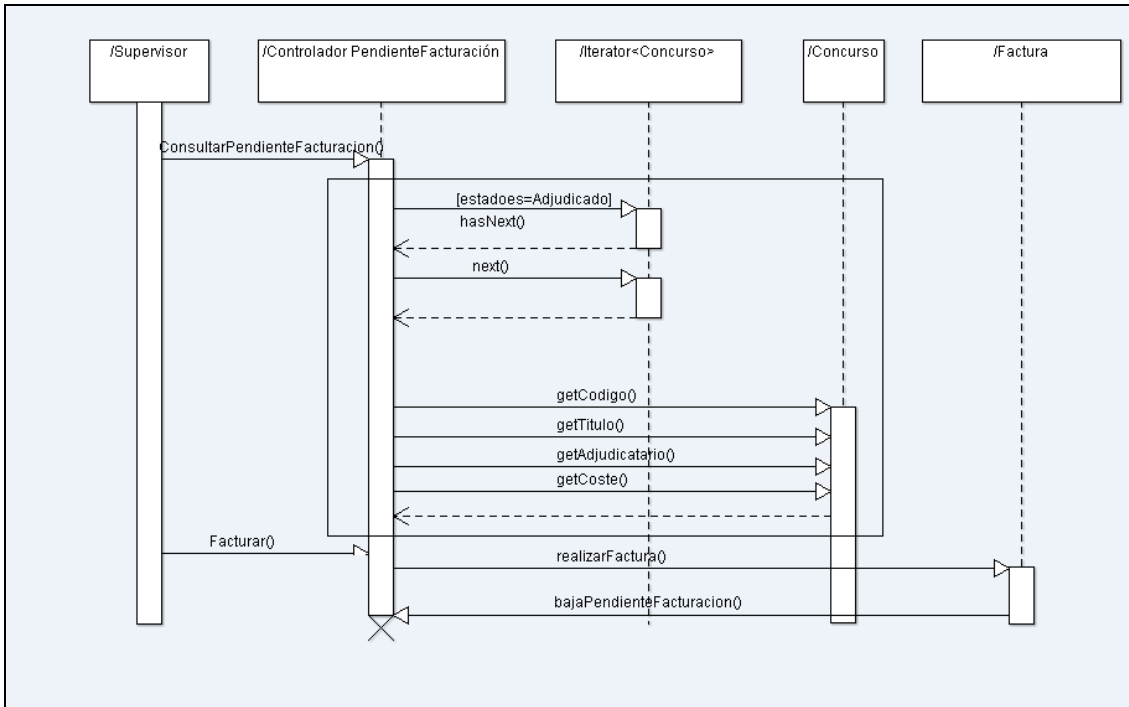 /Supervisor
/Controlador PendienteFacturación
/Iterator<Concurso>
/Concurso
/Factura
ConsultarPendienteFacturacion()
[estadoes=Adjudicado]
hasNext()
next()
getCodigo()
getTitulo()
getAdjudicatario()
getCoste()
Facturar()
realizarFactura()
bajaPendienteFacturacion()